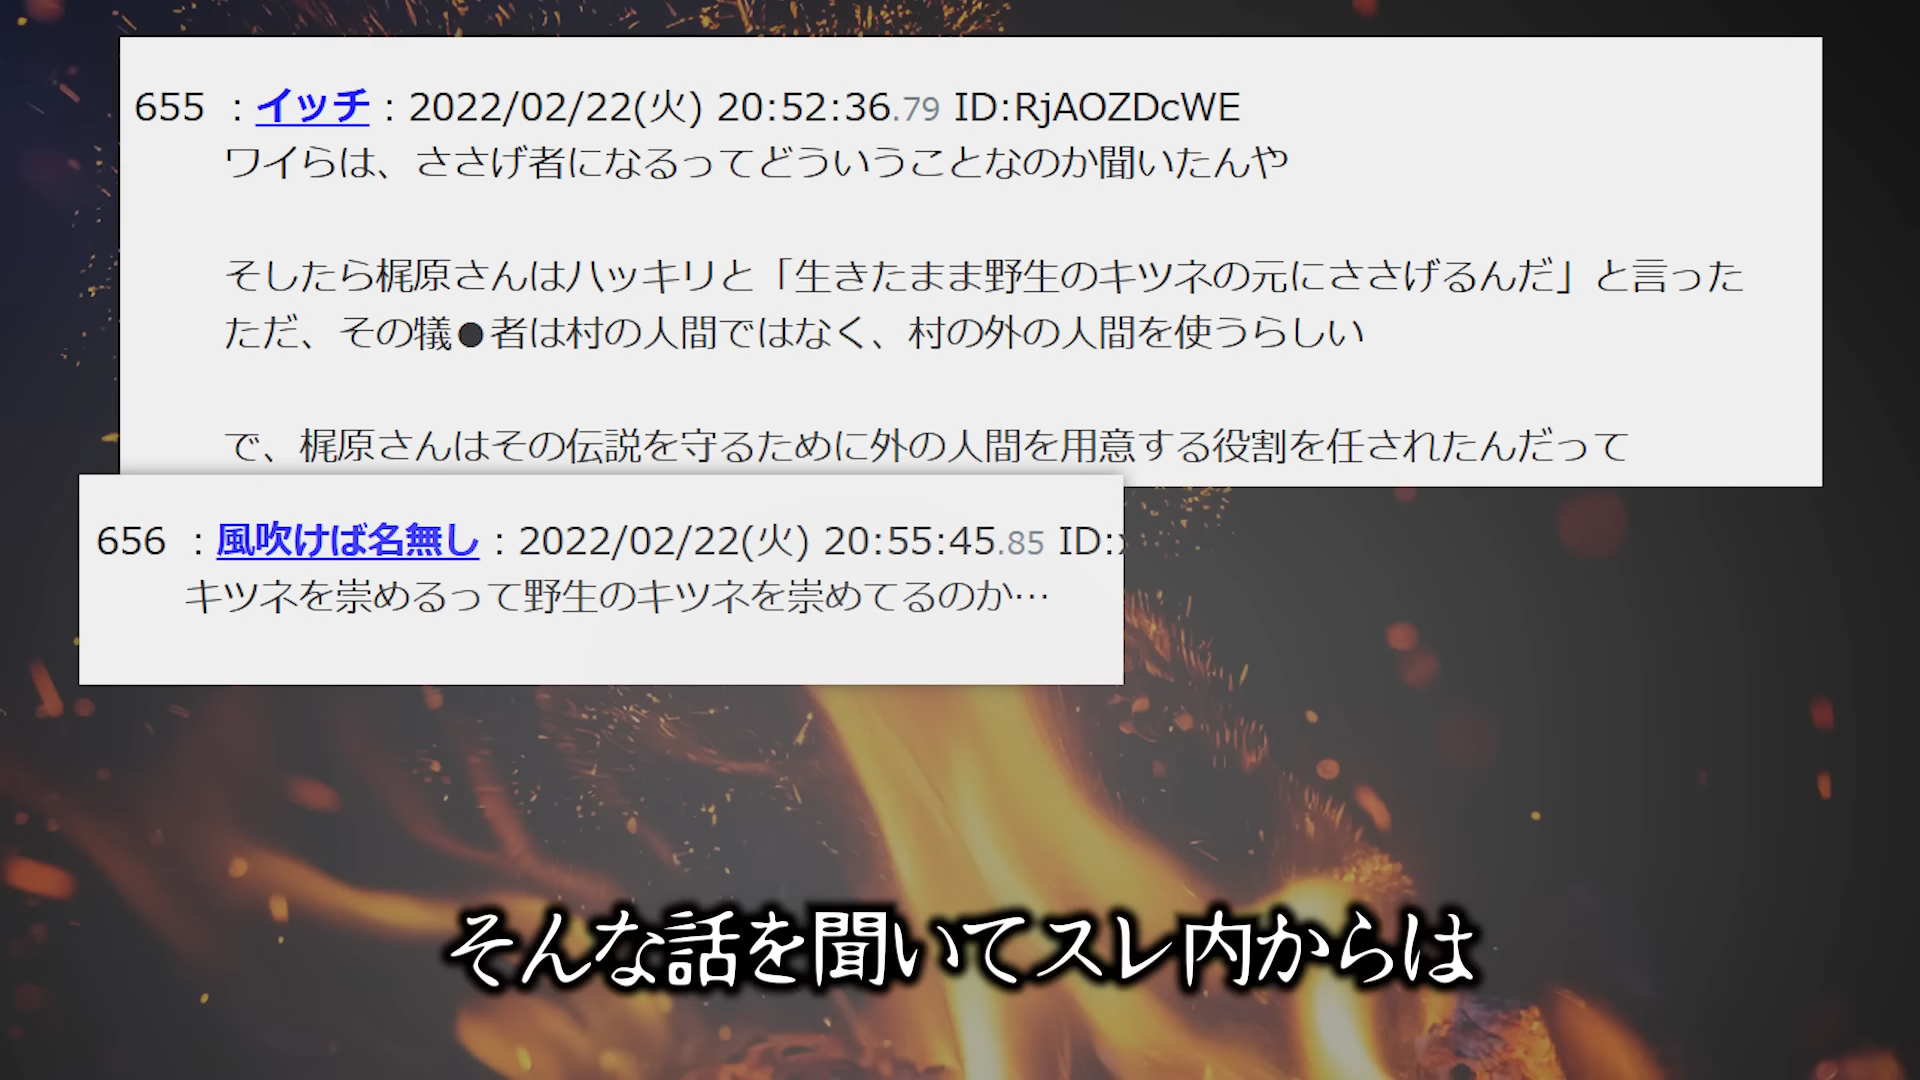 655 ：イッチ：2022/02/22(火) 20:52:36.79 ID:RjAOZDcWE
ワイらは、ささげ者になるってどういうことなのか聞いたんや
そしたら梶原さんはハッキリと「生きたまま野生のキツネの元にささげるんだ」と言った
ただ、その犠●者は村の人間ではなく、村の外の人間を使うらしい
で、梶原さんはその伝説を守るために外の人間を用意する役割を任されたんだって
656 ：風吹けば名無し：2022/02/22(火) 20:55:45.85 ID:
キツネを崇めるって野生のキツネを崇めてるのか…
そんな話を聞いてスレ内からは